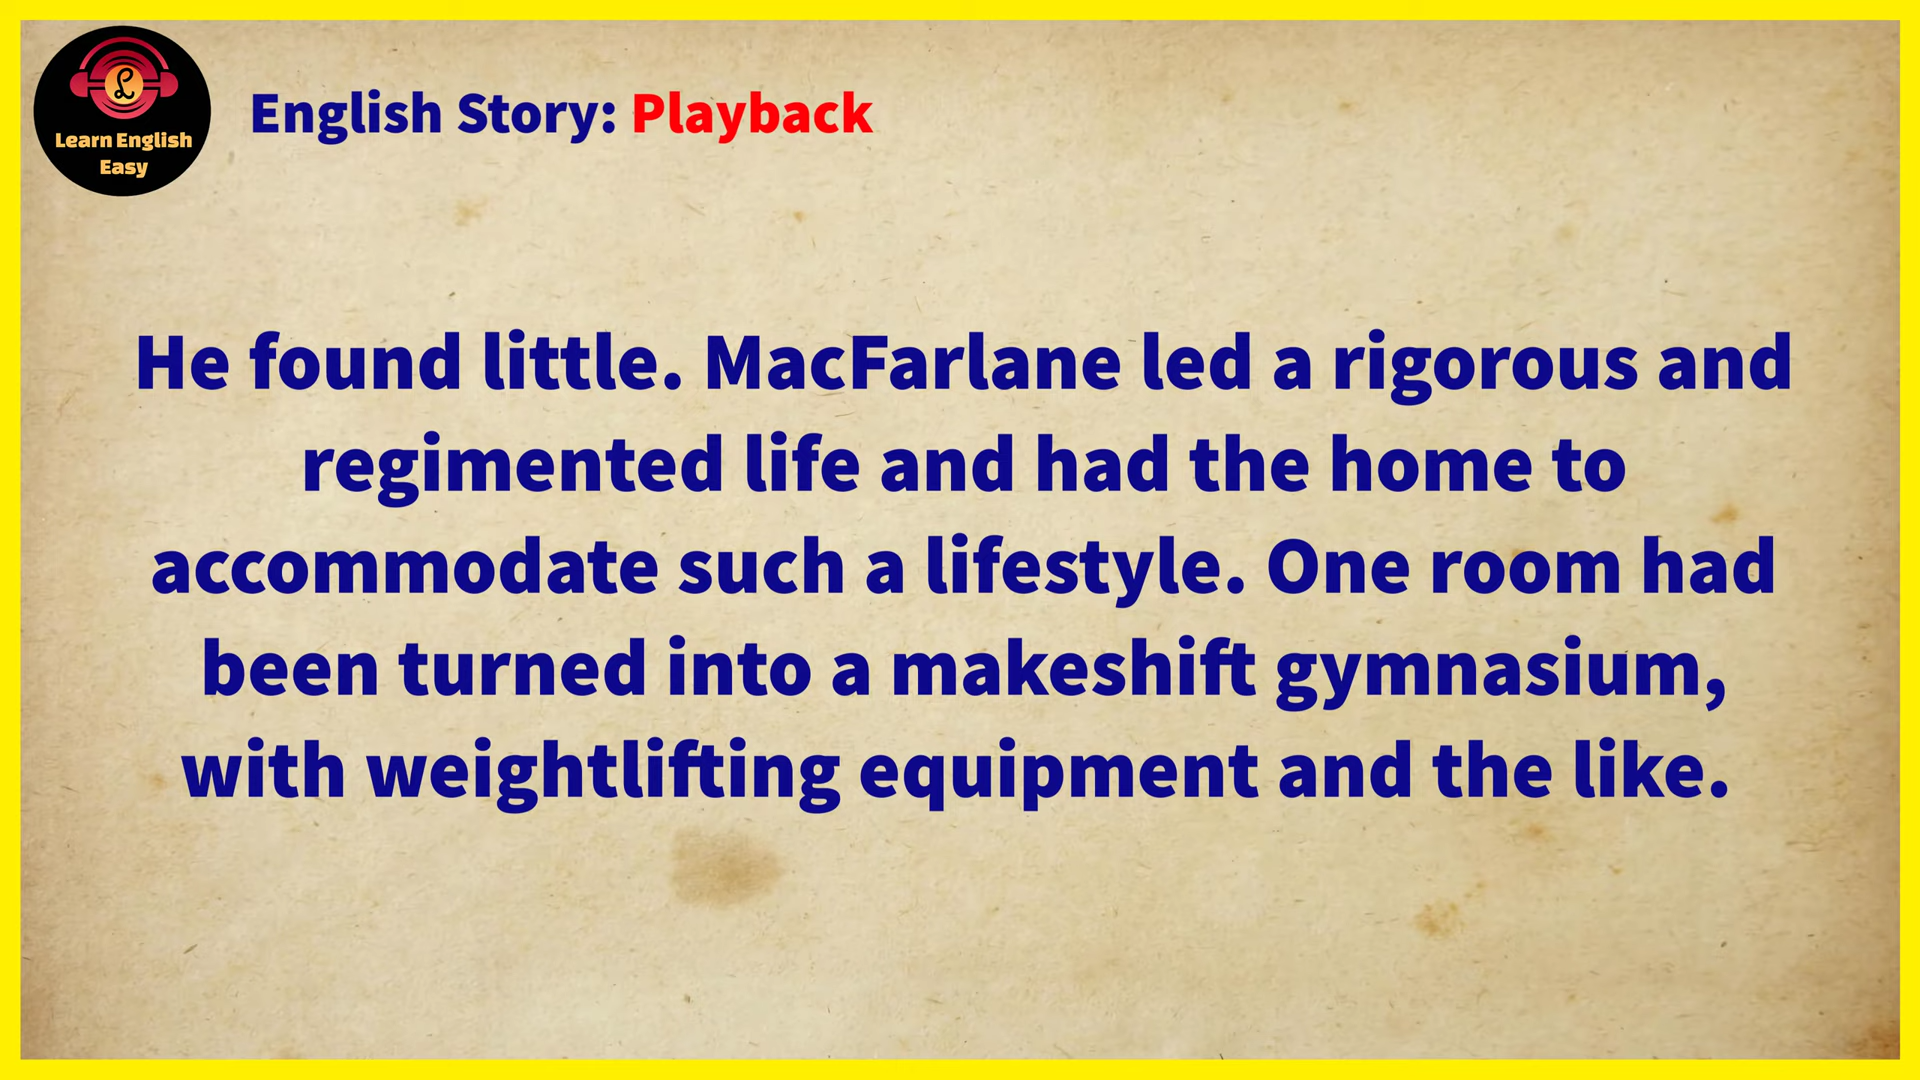 Learn English
Easy
English Story: Playback
He found little. MacFarlane led a rigorous and
regimented life and had the home to
accommodate such a lifestyle. One room had
been turned into a makeshift gymnasium,
with weightlifting equipment and the like.